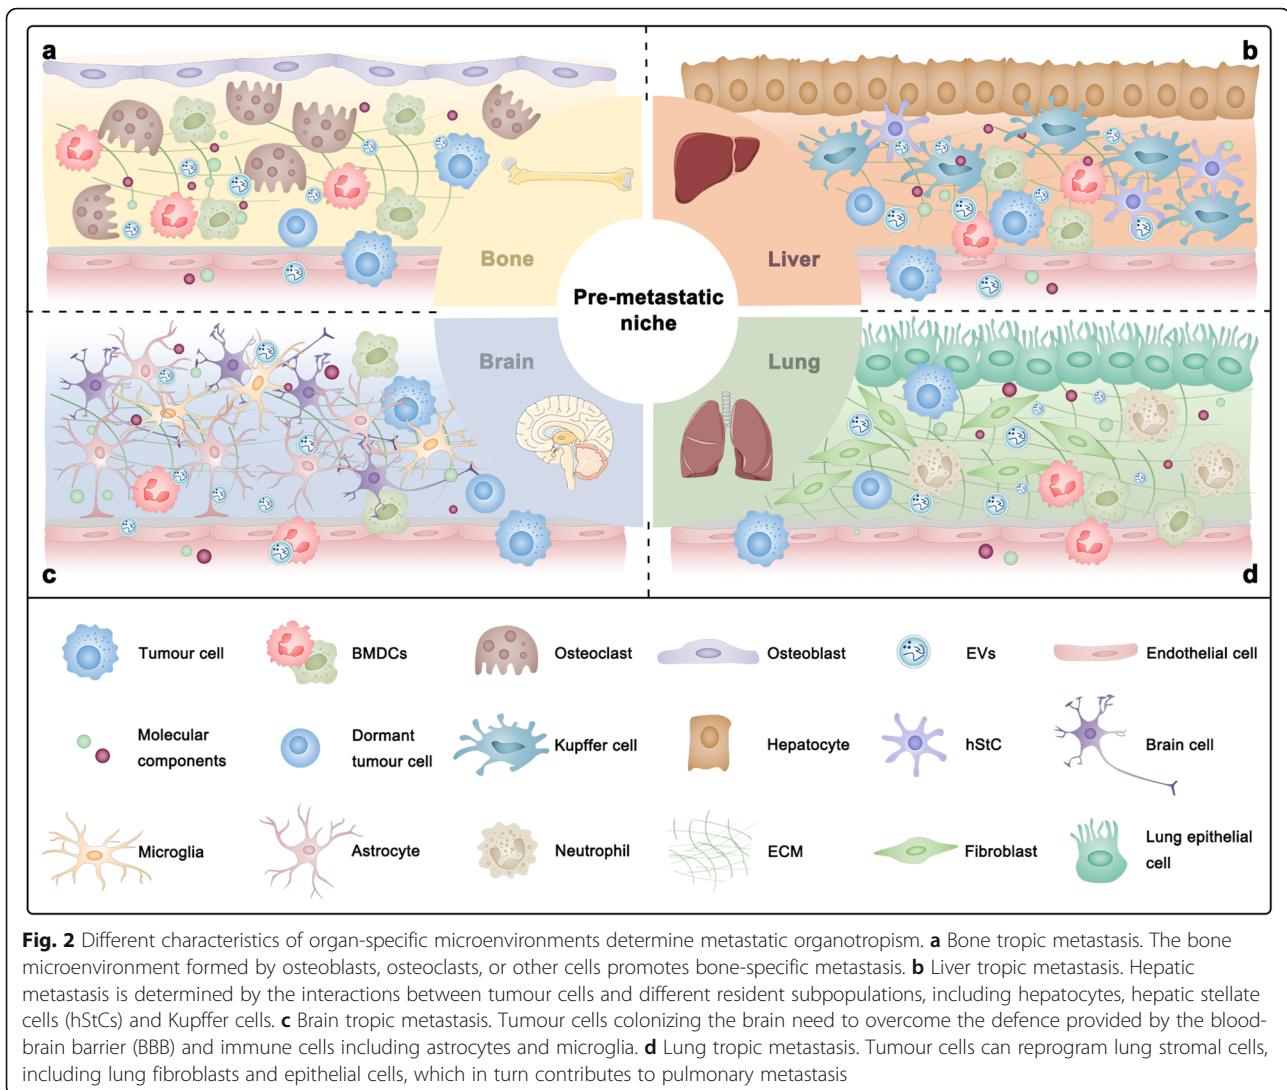 a
b
Bone
Liver
Pre-metastatic
niche
Brain
Lung
c
d
Tumour cell
BMDCs
Osteoclast
Osteoblast
EVs
Endothelial cell
Molecular
components
Dormant
tumour cell
Kupffer cell
Hepatocyte
hStC
Brain cell
Microglia
Astrocyte
Neutrophil
ECM
Fibroblast
Lung epithelial
cell
Fig. 2 Different characteristics of organ-specific microenvironments determine metastatic organotropism. a Bone tropic metastasis. The bone
microenvironment formed by osteoblasts, osteoclasts, or other cells promotes bone-specific metastasis. b Liver tropic metastasis. Hepatic
metastasis is determined by the interactions between tumour cells and different resident subpopulations, including hepatocytes, hepatic stellate
cells (hStCs) and Kupffer cells. c Brain tropic metastasis. Tumour cells colonizing the brain need to overcome the defence provided by the blood-
brain barrier (BBB) and immune cells including astrocytes and microglia. d Lung tropic metastasis. Tumour cells can reprogram lung stromal cells,
including lung fibroblasts and epithelial cells, which in turn contributes to pulmonary metastasis